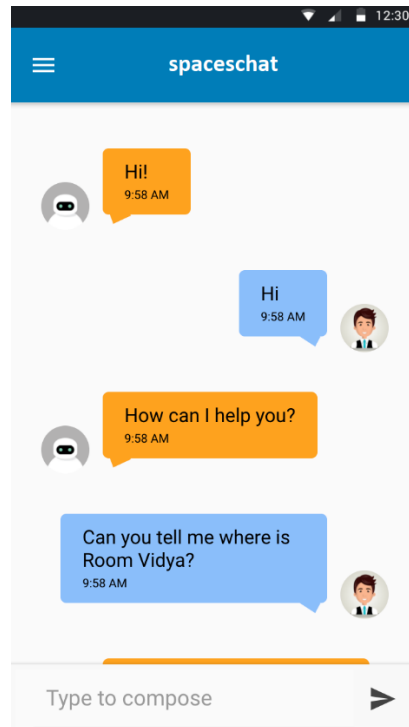 12:30
spaceschat
Hi!
9:58 AM
Hi
9:58 AM
How can I help you?
9:58 AM
Can you tell me where is
Room Vidya?
9:58 AM
Type to compose